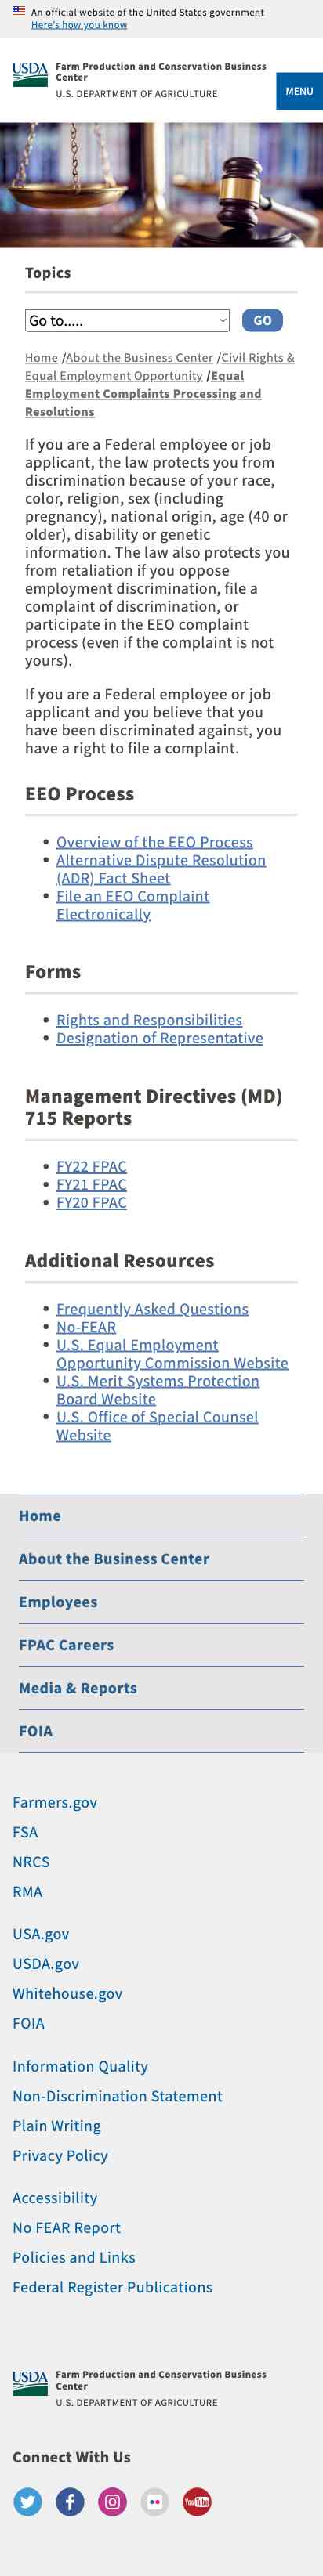 An official website of the United States government
Here's how you know
USDA
Farm Production and Conservation Business
Center
U.S. DEPARTMENT OF AGRICULTURE
MENU
Topics
Go to.....
GO
Home /About the Business Center /Civil Rights &
Equal Employment Opportunity /Equal
Employment Complaints Processing and
Resolutions
If you are a Federal employee or job
applicant, the law protects you from
discrimination because of your race,
color, religion, sex (including
pregnancy), national origin, age (40 or
older), disability or genetic
information. The law also protects you
from retaliation if you oppose
employment discrimination, file a
complaint of discrimination, or
participate in the EEO complaint
process (even if the complaint is not
yours).
If you are a Federal employee or job
applicant and you believe that you
have been discriminated against, you
have a right to file a complaint.
EEO Process
Overview of the EEO Process
Alternative Dispute Resolution
(ADR) Fact Sheet
File an EEO Complaint
Electronically
Forms
Rights and Responsibilities
Designation of Representative
Management Directives (MD)
715 Reports
FY22 FPAC
FY21 FPAC
FY20 FPAC
Additional Resources
Frequently Asked Questions
No-FEAR
U.S. Equal Employment
Opportunity Commission Website
U.S. Merit Systems Protection
Board Website
U.S. Office of Special Counsel
Website
Home
About the Business Center
Employees
FPAC Careers
Media & Reports
FOIA
Farmers.gov
FSA
NRCS
RMA
USA.gov
USDA.gov
Whitehouse.gov
FOIA
Information Quality
Non-Discrimination Statement
Plain Writing
Privacy Policy
Accessibility
No FEAR Report
Policies and Links
Federal Register Publications
USDA
Farm Production and Conservation Business
Center
U.S. DEPARTMENT OF AGRICULTURE
Connect With Us
YouTube